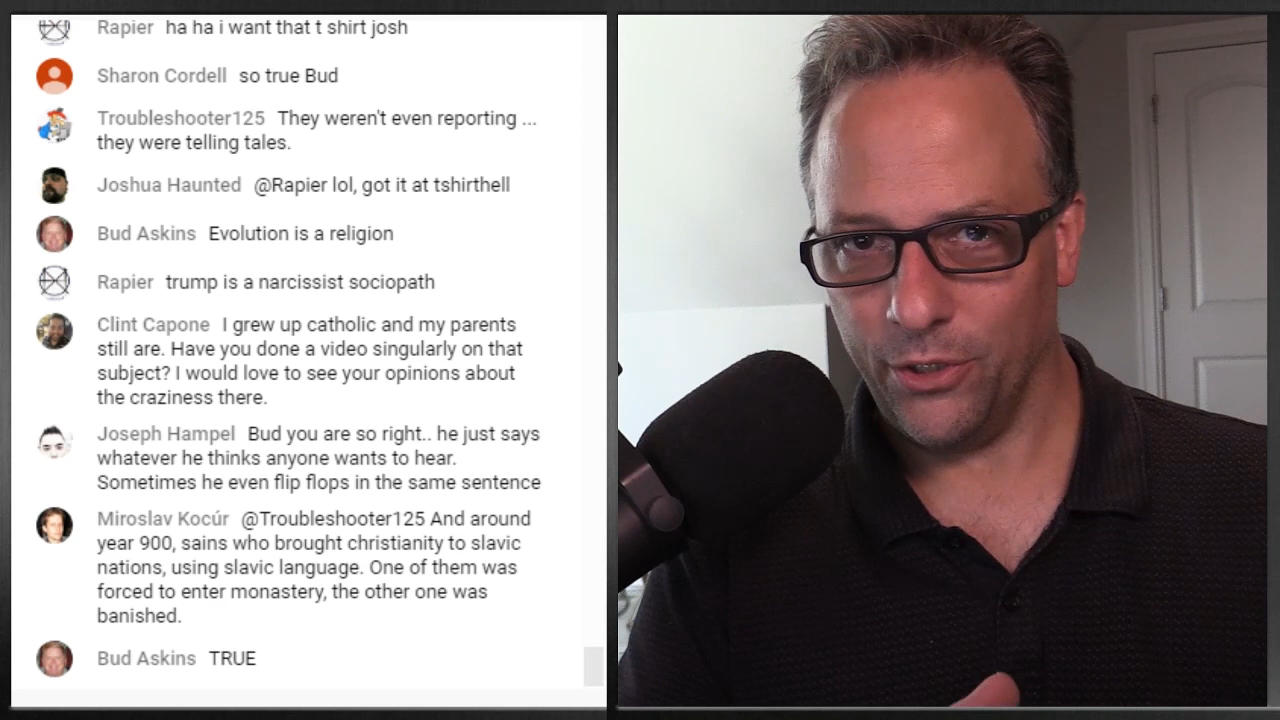 Rapier ha ha i want that t shirt josh
Sharon Cordell so true Bud
Troubleshooter125 They weren't even reporting ...
they were telling tales.
Joshua Haunted @Rapier lol, got it at tshirthell
Bud Askins Evolution is a religion
Rapier trump is a narcissist sociopath
Clint Capone I grew up catholic and my parents
still are. Have you done a video singularly on that
subject? I would love to see your opinions about
the craziness there.
Joseph Hampel Bud you are so right.. he just says
whatever he thinks anyone wants to hear.
Sometimes he even flip flops in the same sentence
Miroslav Kocúr @Troubleshooter125 And around
year 900, sains who brought christianity to slavic
nations, using slavic language. One of them was
forced to enter monastery, the other one was
banished.
Bud Askins TRUE